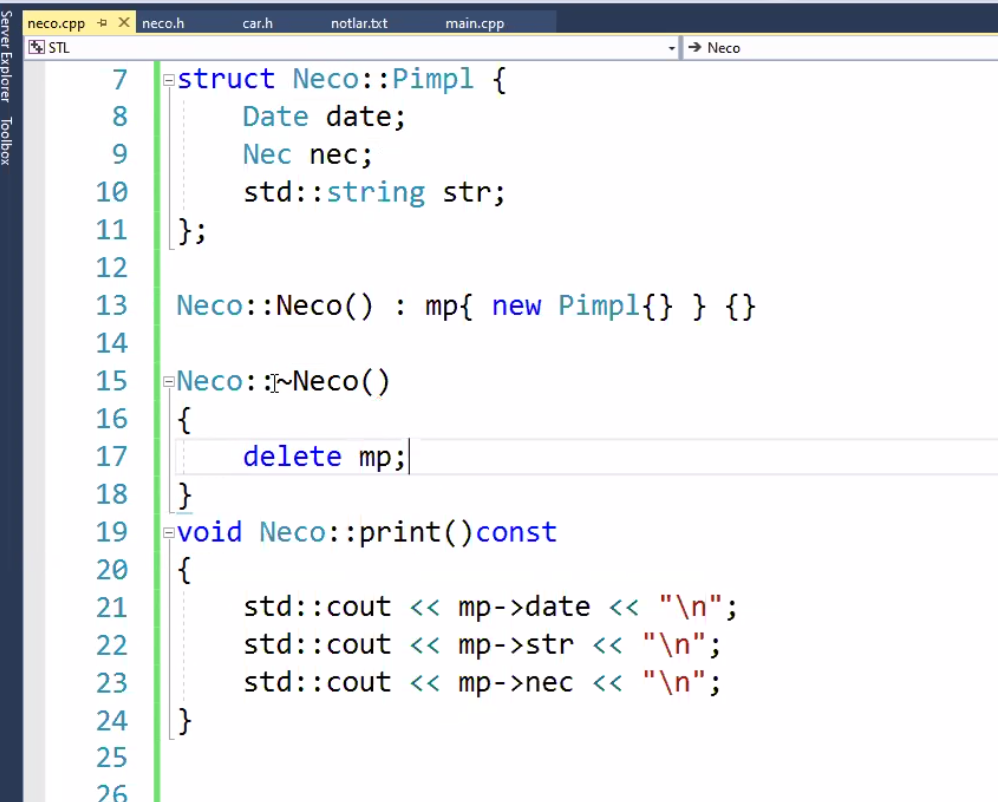 neco.cpp neco.h car.h notlar.txt main.cpp
Server Explorer
Toolbox
STL Neco
7 struct Neco::Pimpl {
8 Date date;
9 Nec nec;
10 std::string str;
11 };
12
13 Neco::Neco() : mp{ new Pimpl{} } {}
14
15 Neco::~Neco()
16 {
17 delete mp;
18 }
19 void Neco::print()const
20 {
21 std::cout << mp->date << "\n";
22 std::cout << mp->str << "\n";
23 std::cout << mp->nec << "\n";
24 }
25
26